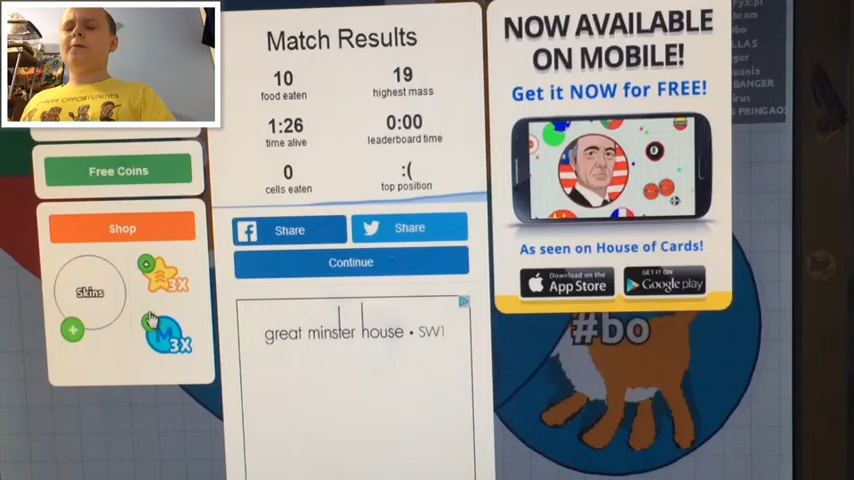 Match Results
10
food eaten
19
highest mass
1:26
time alive
0:00
leaderboard time
0
cells eaten
:(
top position
Share
Share
Continue
great minster house • SW1
Free Coins
Shop
Skins
3X
M
3X
NOW AVAILABLE
ON MOBILE!
Get it NOW for FREE!
8
As seen on House of Cards!
Download on the
App Store
GET IT ON
Google play
#bo
team
LLAS